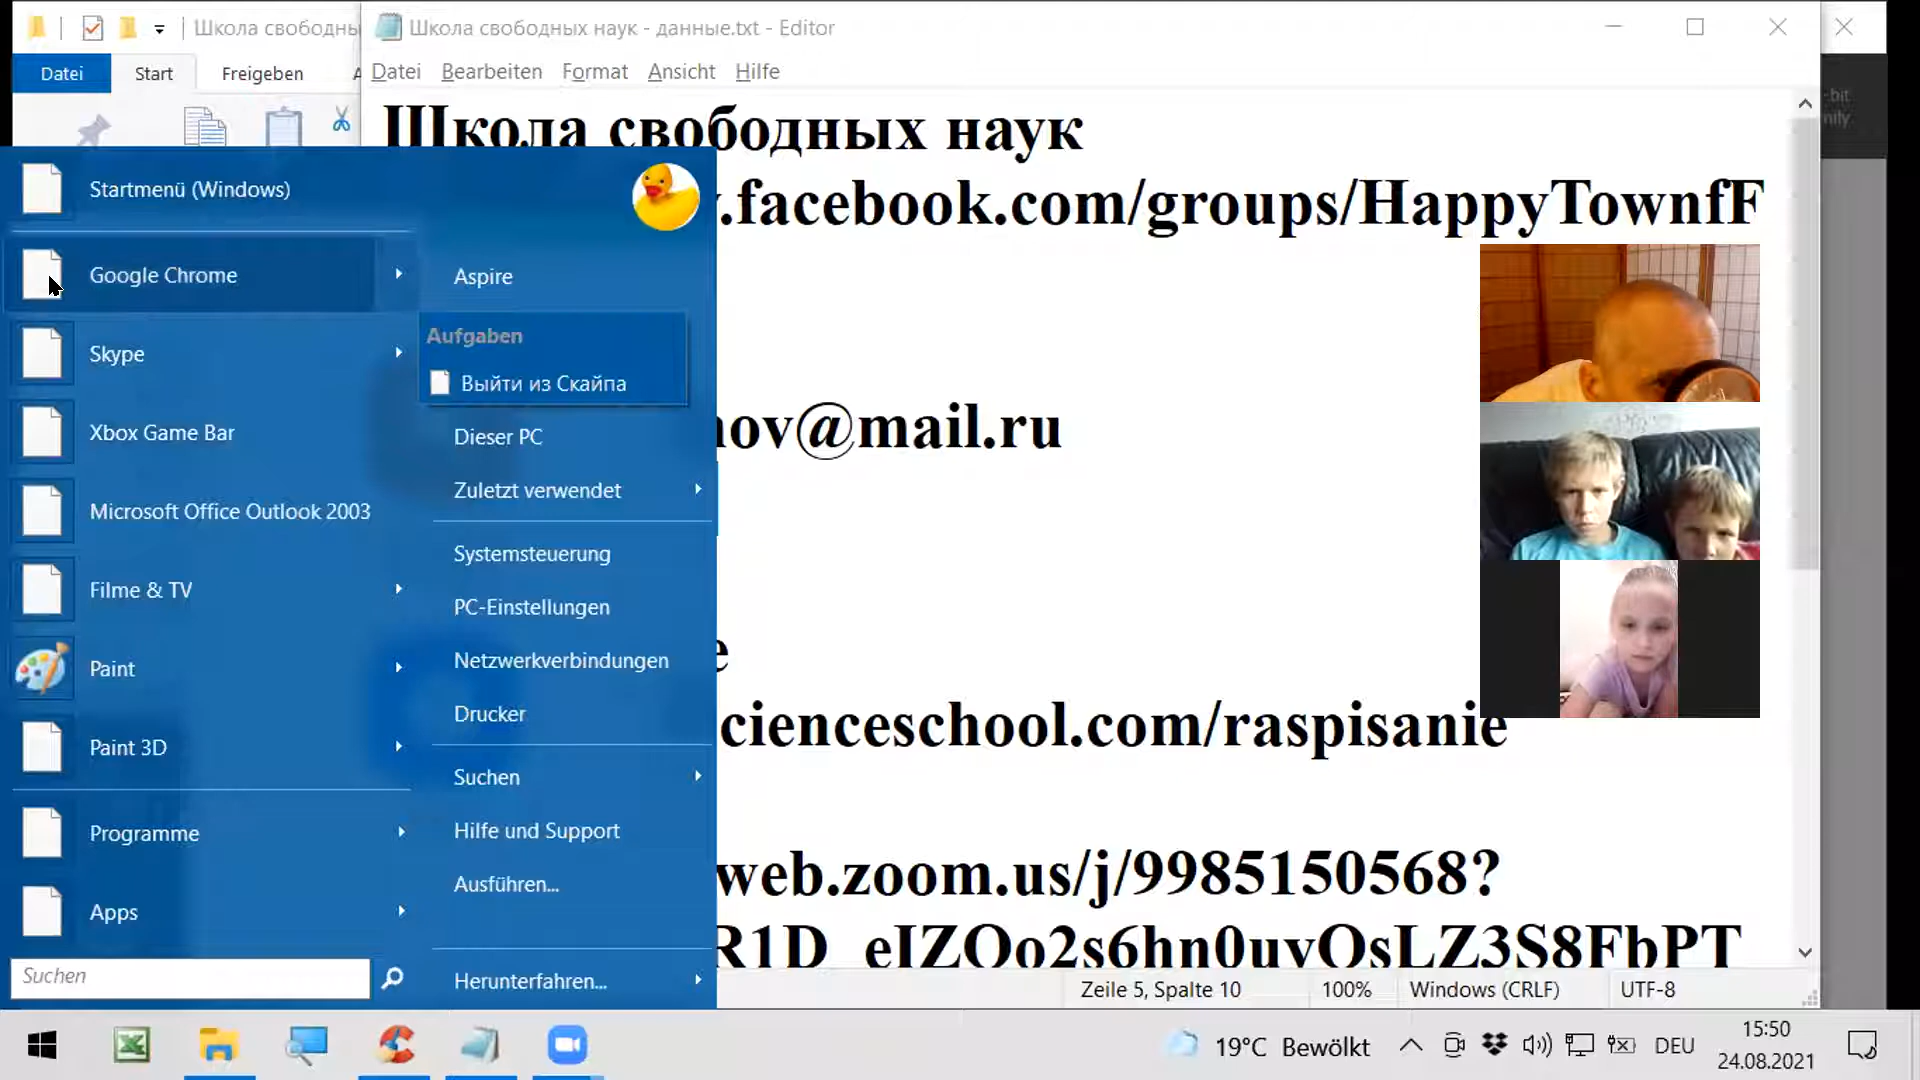 Школа свободны
Школа свободных наук - данные.txt - Editor
Datei
Start
Freigeben
Datei
Bearbeiten
Format
Ansicht
Hilfe
-bit
mily.
Школа свободных наук
.facebook.com/groups/HappyTownfF
nov@mail.ru
e
cienceschool.com/raspisanie
web.zoom.us/j/9985150568?
R1D_eIZQo2s6hn0uvOsLZ3S8FbPT
Startmenü (Windows)
Google Chrome
Skype
Xbox Game Bar
Microsoft Office Outlook 2003
Filme & TV
Paint
Paint 3D
Programme
Apps
Suchen
Aspire
Aufgaben
Выйти из Скайпа
Dieser PC
Zuletzt verwendet
Systemsteuerung
PC-Einstellungen
Netzwerkverbindungen
Drucker
Suchen
Hilfe und Support
Ausführen...
Herunterfahren...
Zeile 5, Spalte 10
100%
Windows (CRLF)
UTF-8
19°C Bewölkt
DEU
15:50
24.08.2021